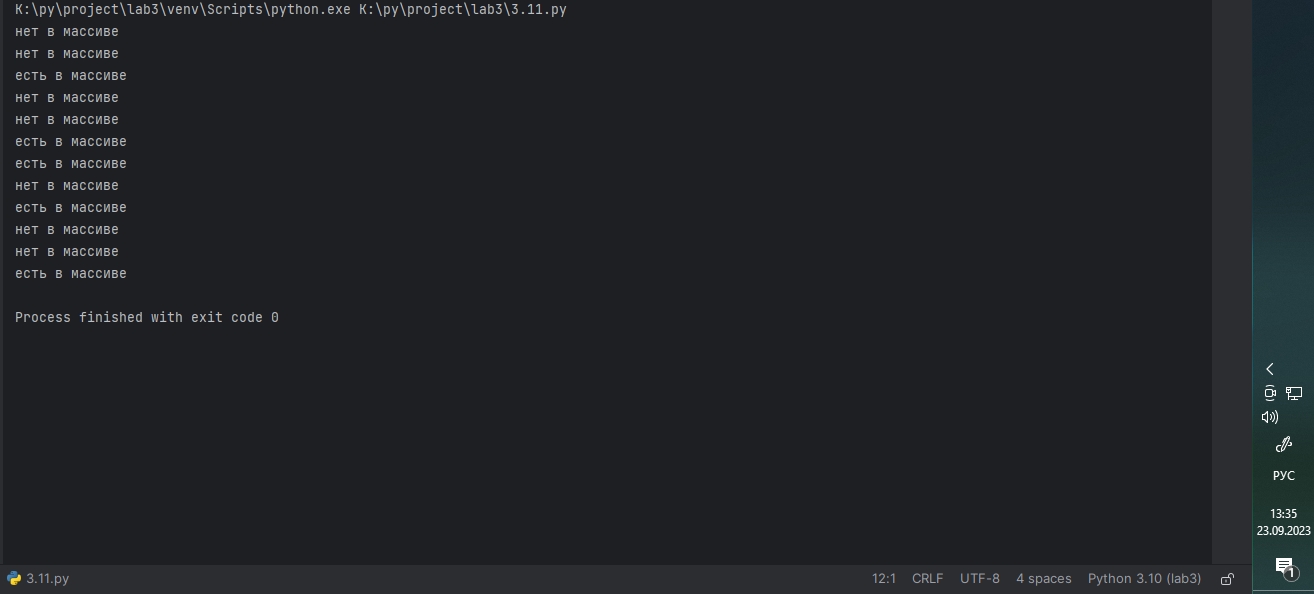 K:\py\project\lab3\venv\Scripts\python.exe K:\py\project\lab3\3.11.py
нет в массиве
нет в массиве
есть в массиве
нет в массиве
нет в массиве
есть в массиве
есть в массиве
нет в массиве
есть в массиве
нет в массиве
нет в массиве
есть в массиве
Process finished with exit code 0
РУС
13:35
23.09.2023
1
3.11.py
12:1 CRLF UTF-8 4 spaces Python 3.10 (lab3)